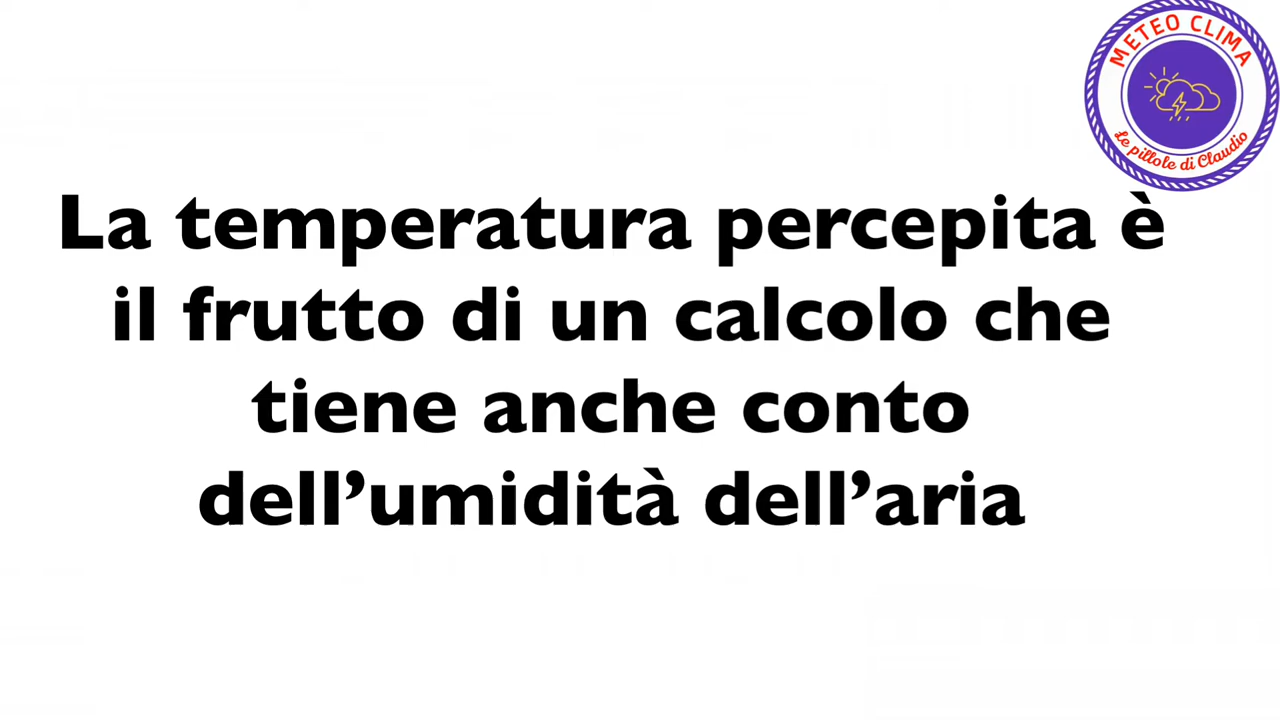 METEO CLIMA
Le pillole di Claudio
La temperatura percepita è
il frutto di un calcolo che
tiene anche conto
dell’umidità dell’aria